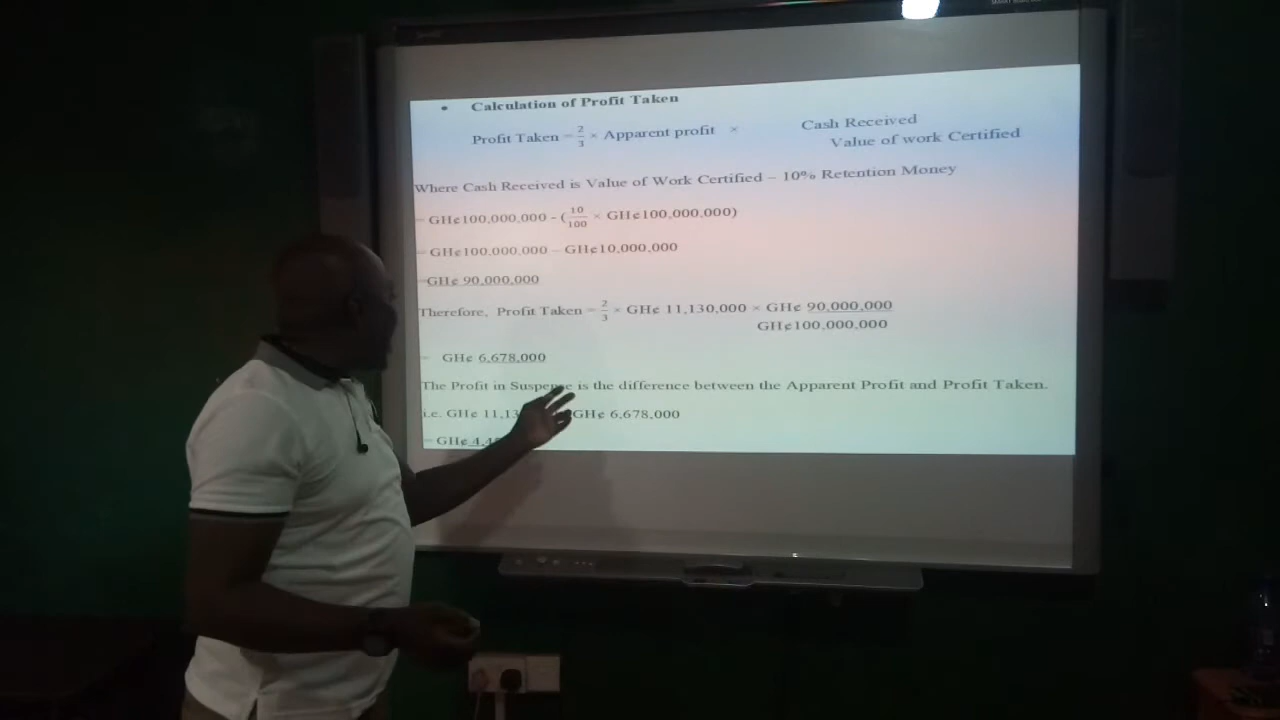 • Calculation of Profit Taken
Profit Taken = 2/3 × Apparent profit × Cash Received
Value of work Certified
Where Cash Received is Value of Work Certified – 10% Retention Money
= GH¢100,000,000 - (10/100 × GH¢100,000,000)
= GH¢100,000,000 – GH¢10,000,000
=GH¢ 90,000,000
Therefore, Profit Taken = 2/3 × GH¢ 11,130,000 × GH¢ 90,000,000
GH¢100,000,000
= GH¢ 6,678,000
The Profit in Suspense is the difference between the Apparent Profit and Profit Taken.
i.e. GH¢ 11,13 GH¢ 6,678,000
= GH¢ 4,4